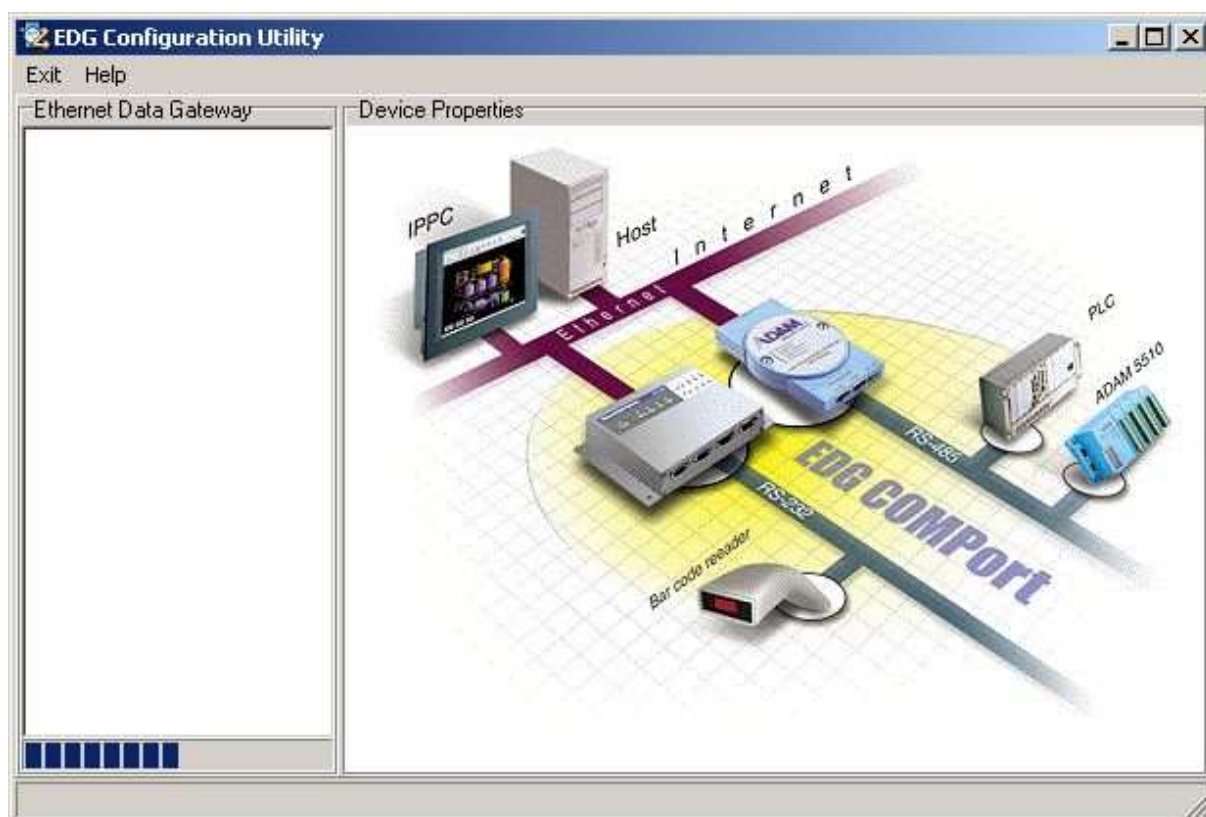 EDG Configuration Utility
Exit Help
Ethernet Data Gateway
Device Properties
IPPC
Host
Internet
Ethernet
ADAM
PLC
ADAM 5510
RS-485
EDG COMPort
RS-232
Bar code reeader